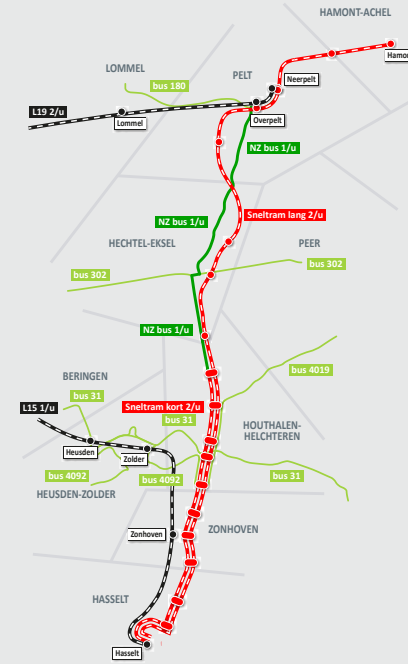 HAMONT-ACHEL
Hamon
LOMMEL
PELT
Neerpelt
bus 180
L19 2/u
Lommel
Overpelt
NZ bus 1/u
NZ bus 1/u
Sneltram lang 2/u
HECHTEL-EKSEL
PEER
bus 302
bus 302
NZ bus 1/u
bus 4019
BERINGEN
bus 31
L15 1/u
Sneltram kort 2/u
bus 31
HOUTHALEN-
HELCHTEREN
Heusden
Zolder
bus 4092
bus 4092
bus 31
HEUSDEN-ZOLDER
Zonhoven
ZONHOVEN
HASSELT
Hasselt